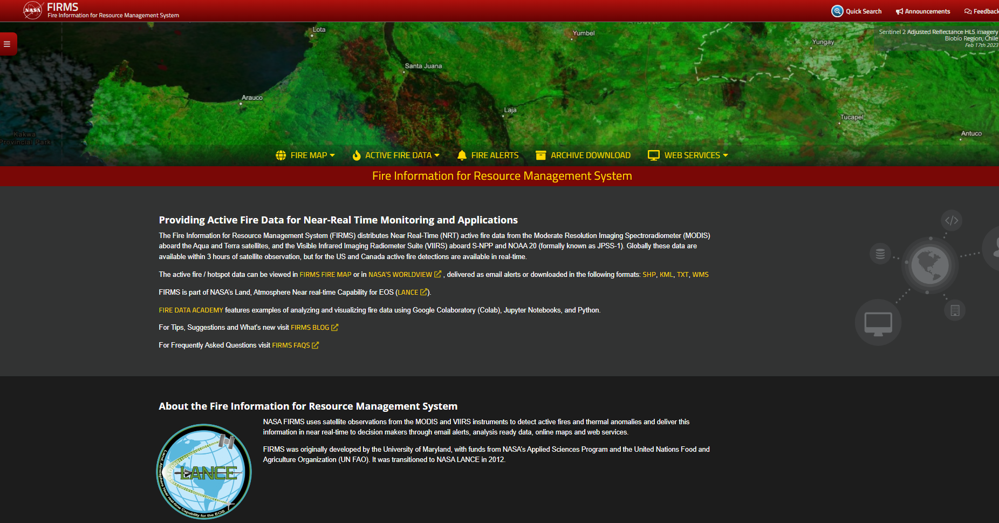 NASA
FIRMS
Fire Information for Resource Management System
Quick Search
Announcements
Feedback
Lota
Yumbel
Yungay
Sentinel 2 Adjusted Reflectance HLS imagery
Biobío Region, Chile
Feb 17th 2023
Santa Juana
Arauco
Laja
Tucapel
Kakwa
Provincial Park
Antuco
FIRE MAP
ACTIVE FIRE DATA
FIRE ALERTS
ARCHIVE DOWNLOAD
WEB SERVICES
Fire Information for Resource Management System
Providing Active Fire Data for Near-Real Time Monitoring and Applications
The Fire Information for Resource Management System (FIRMS) distributes Near Real-Time (NRT) active fire data from the Moderate Resolution Imaging Spectroradiometer (MODIS)
aboard the Aqua and Terra satellites, and the Visible Infrared Imaging Radiometer Suite (VIIRS) aboard S-NPP and NOAA 20 (formally known as JPSS-1). Globally these data are
available within 3 hours of satellite observation, but for the US and Canada active fire detections are available in real-time.
The active fire / hotspot data can be viewed in FIRMS FIRE MAP or in NASA'S WORLDVIEW , delivered as email alerts or downloaded in the following formats: SHP, KML, TXT, WMS
FIRMS is part of NASA's Land, Atmosphere Near real-time Capability for EOS (LANCE ).
FIRE DATA ACADEMY features examples of analyzing and visualizing fire data using Google Colaboratory (Colab), Jupyter Notebooks, and Python.
For Tips, Suggestions and What's new visit FIRMS BLOG
For Frequently Asked Questions visit FIRMS FAQS
About the Fire Information for Resource Management System
NASA FIRMS uses satellite observations from the MODIS and VIIRS instruments to detect active fires and thermal anomalies and deliver this
information in near real-time to decision makers through email alerts, analysis ready data, online maps and web services.
FIRMS was originally developed by the University of Maryland, with funds from NASA's Applied Sciences Program and the United Nations Food and
Agriculture Organization (UN FAO). It was transitioned to NASA LANCE in 2012.
LANCE
Land, Atmosphere Near real-time Capability for the EOS